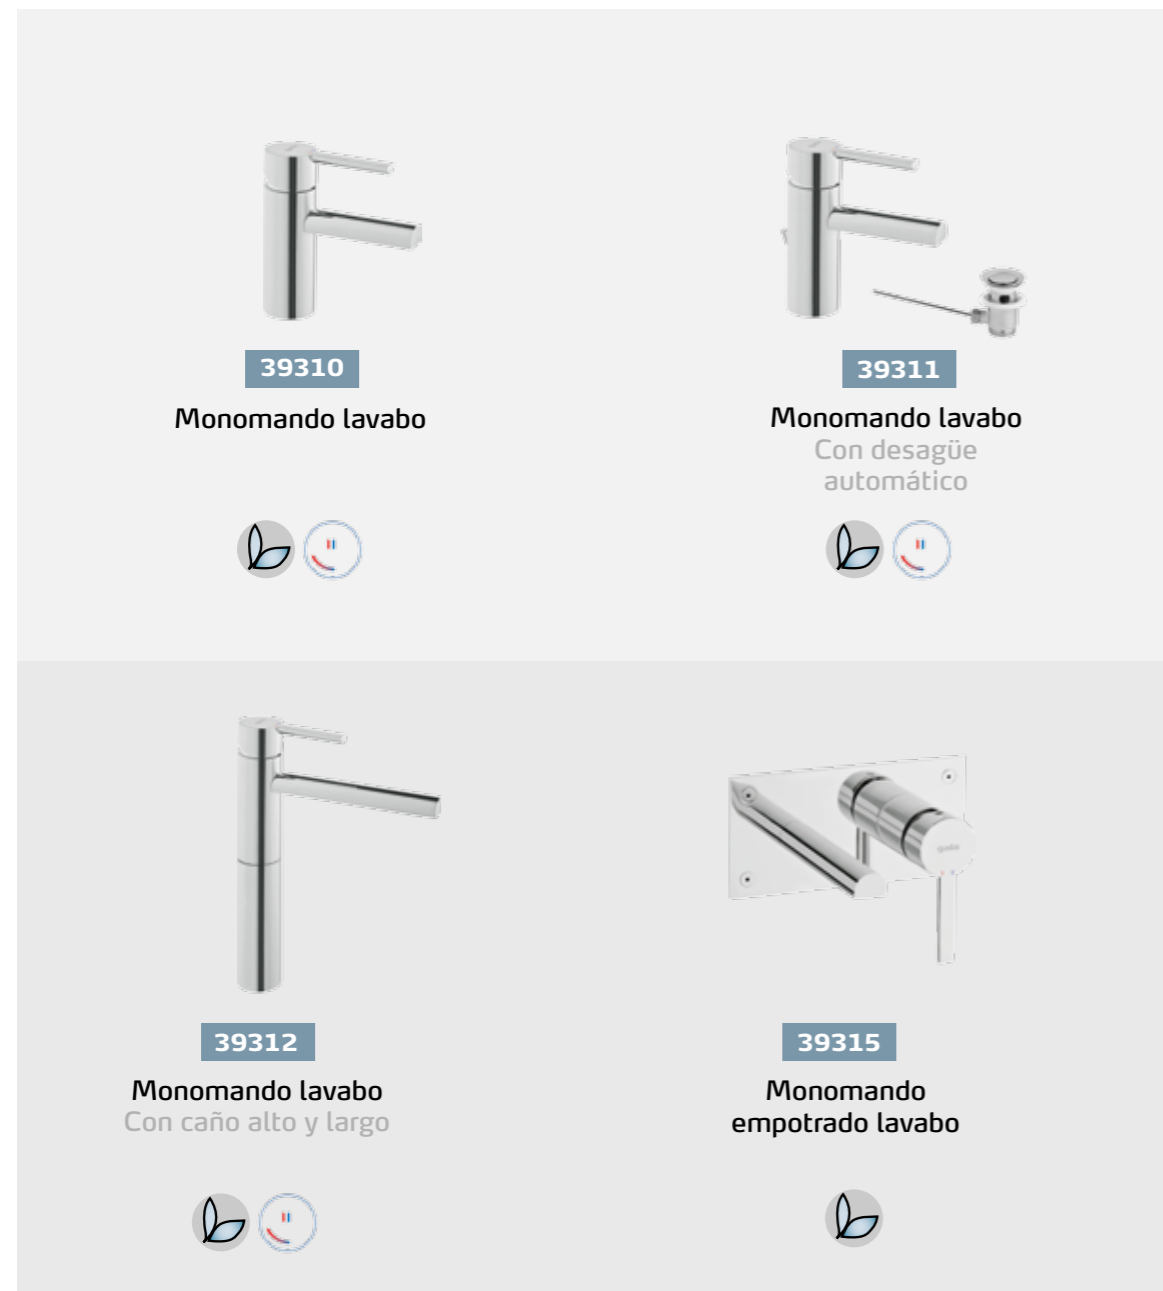 39310
Monomando lavabo
39311
Monomando lavabo
Con desagüe
automático
39312
Monomando lavabo
Con caño alto y largo
39315
Monomando
empotrado lavabo